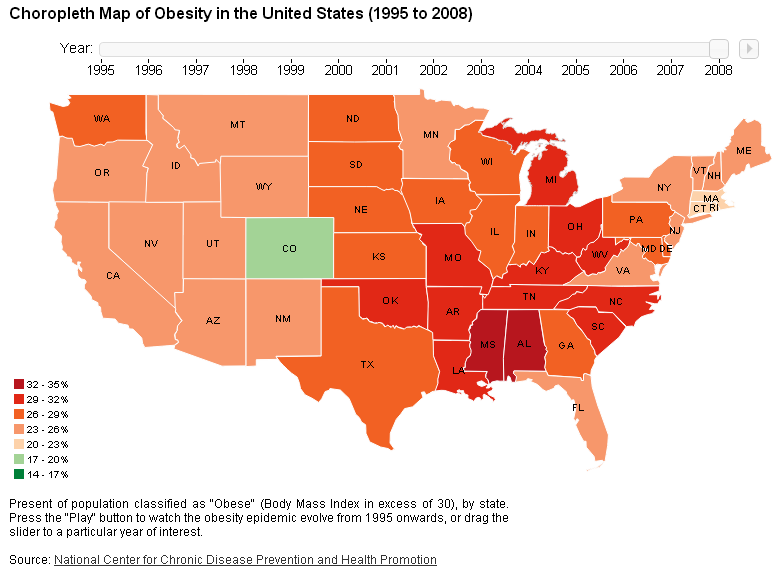 Choropleth Map of Obesity in the United States (1995 to 2008)
Year:
1995 1996 1997 1998 1999 2000 2001 2002 2003 2004 2005 2006 2007 2008
WA
MT
ND
MN
ME
OR
ID
SD
WI
MI
VT
NH
NY
WY
MA
CT RI
IA
NE
PA
NJ
NV
UT
CO
IL
IN
OH
MD
DE
KS
MO
WV
VA
CA
KY
OK
TN
NC
AZ
NM
AR
SC
MS
AL
GA
TX
LA
FL
32 - 35%
29 - 32%
26 - 29%
23 - 26%
20 - 23%
17 - 20%
14 - 17%
Present of population classified as "Obese" (Body Mass Index in excess of 30), by state.
Press the "Play" button to watch the obesity epidemic evolve from 1995 onwards, or drag the
slider to a particular year of interest.
Source: National Center for Chronic Disease Prevention and Health Promotion